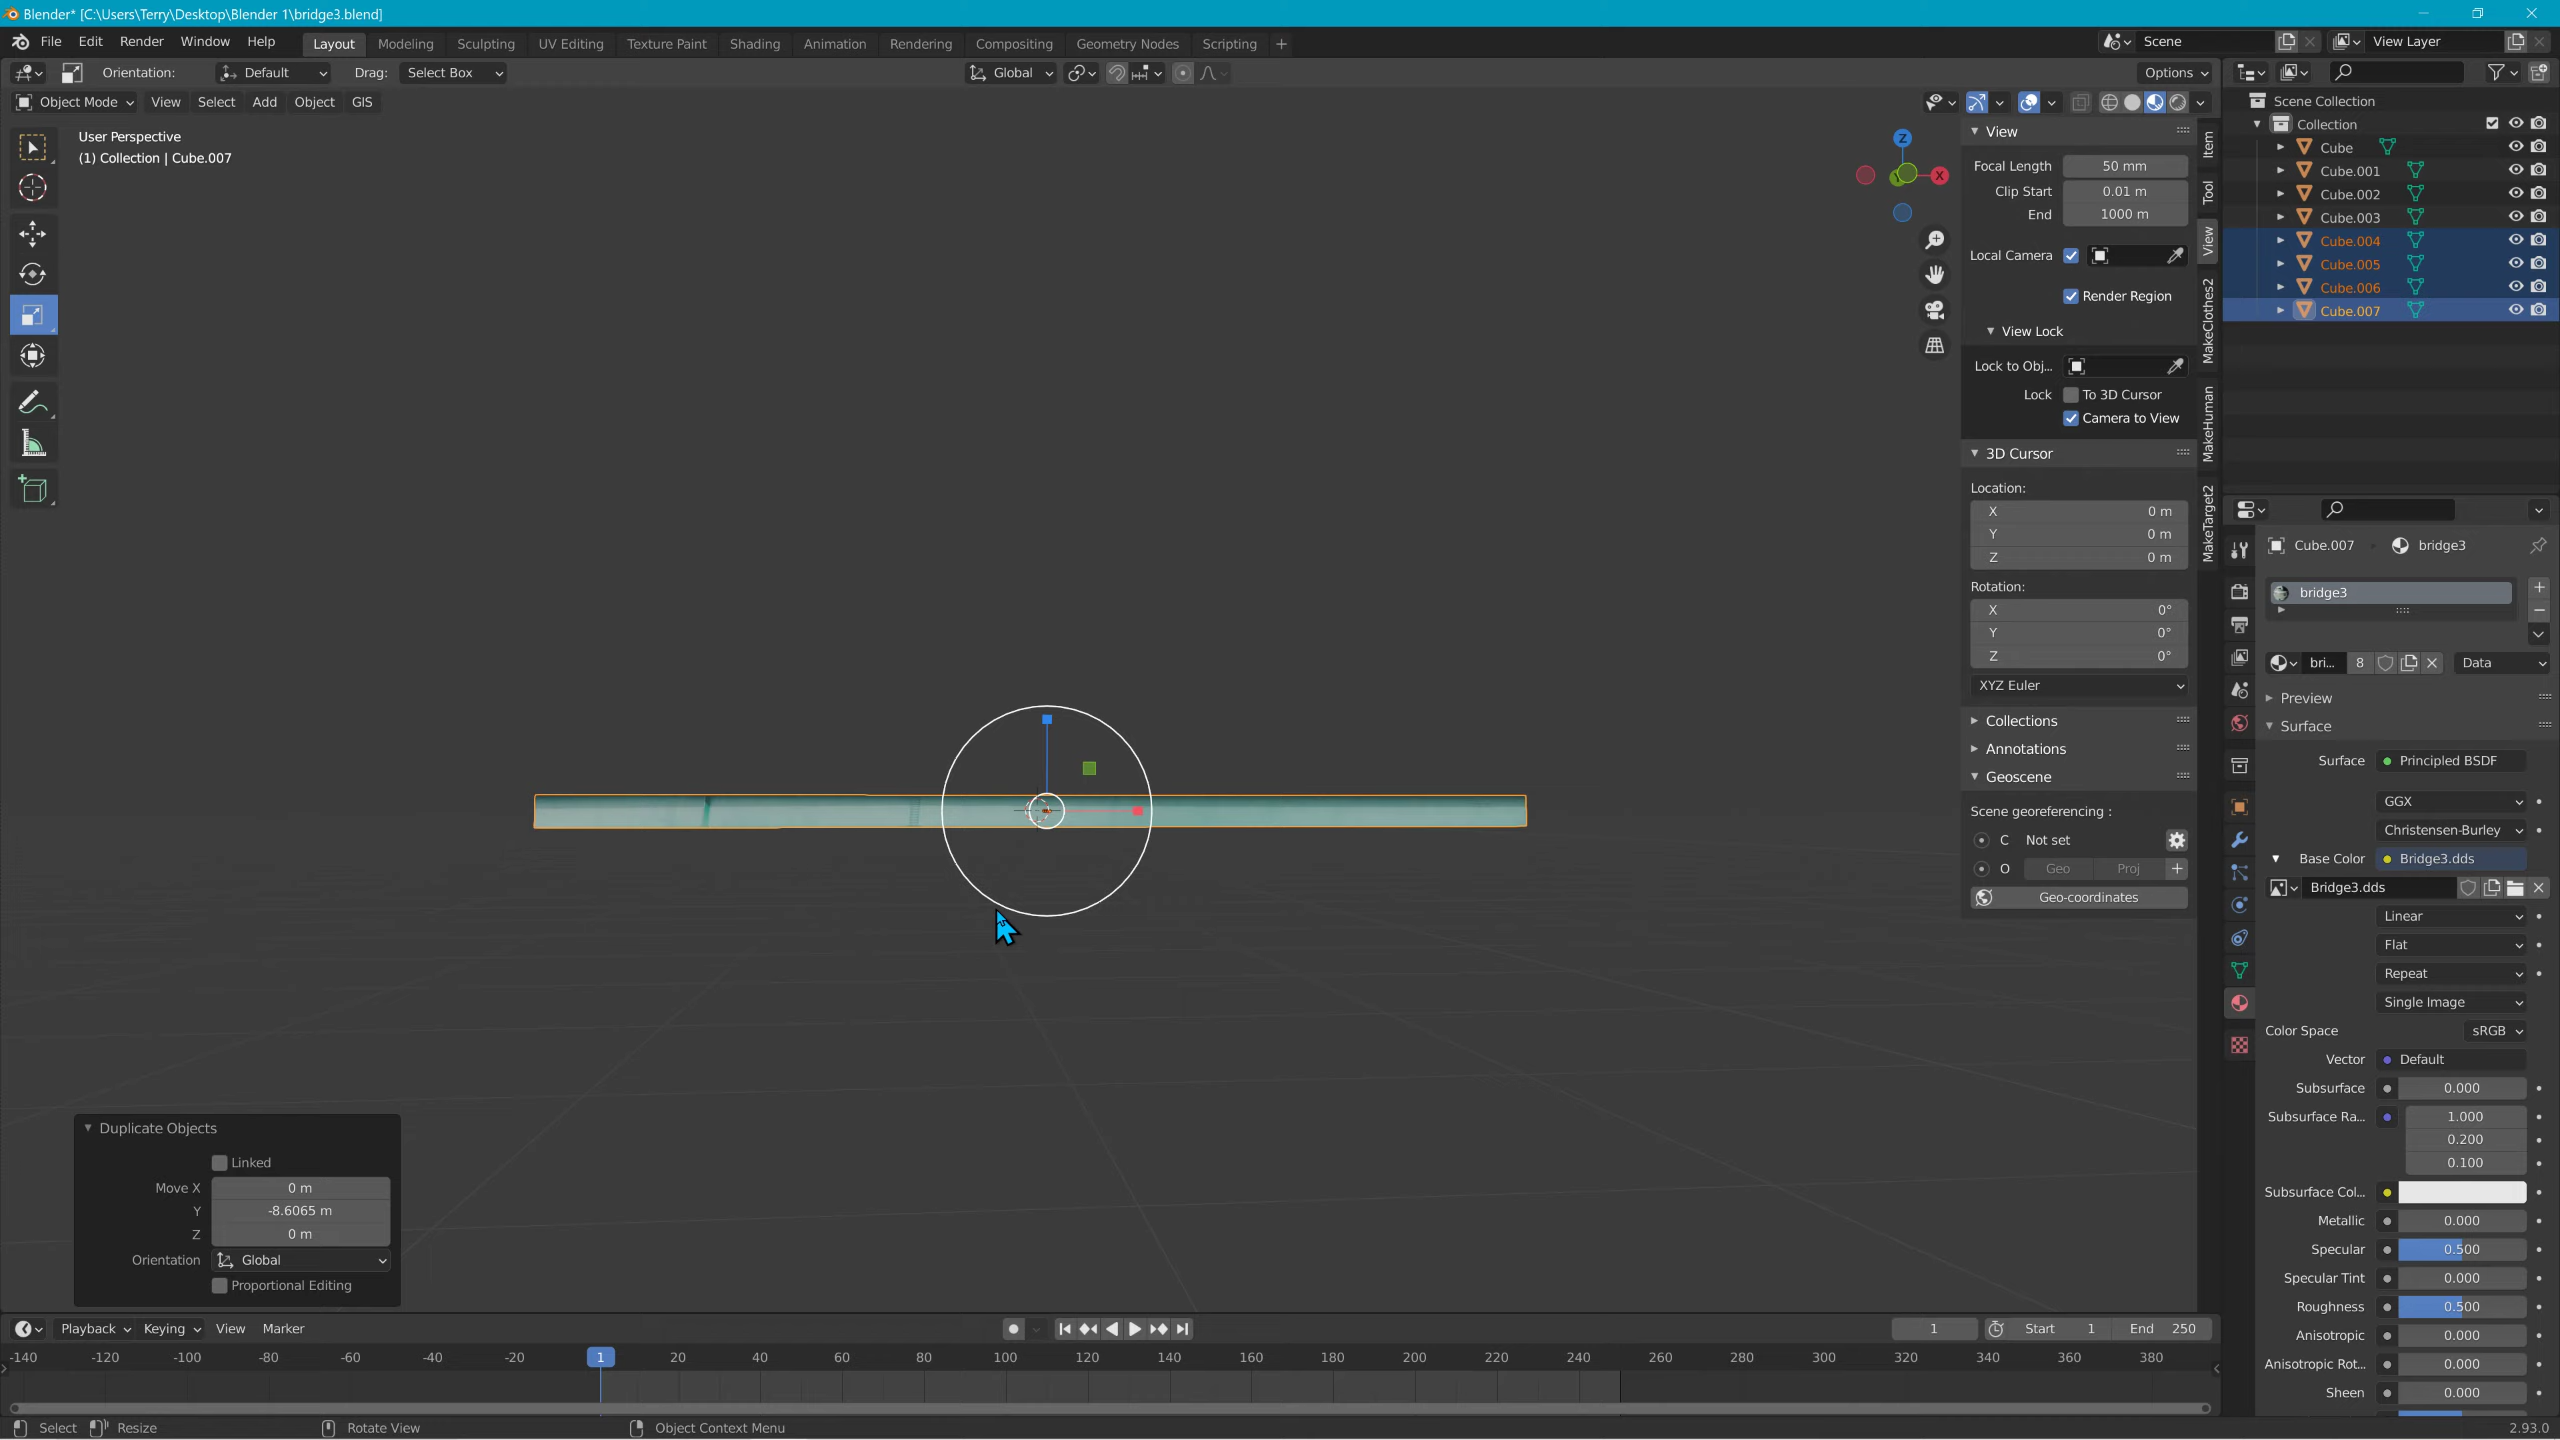 Blender* [C:\Users\Terry\Desktop\Blender 1\bridge3.blend]
File Edit Render Window Help Layout Modeling Sculpting UV Editing Texture Paint Shading Animation Rendering Compositing Geometry Nodes Scripting + Scene View Layer
Orientation: Default Drag: Select Box Global Options
Object Mode View Select Add Object GIS
User Perspective
(1) Collection | Cube.007
Z
X
Y
View
Focal Length 50 mm
Clip Start 0.01 m
End 1000 m
Local Camera
Render Region
View Lock
Lock to Obj...
Lock To 3D Cursor
Camera to View
3D Cursor
Location:
X 0 m
Y 0 m
Z 0 m
Rotation:
X 0°
Y 0°
Z 0°
XYZ Euler
Collections
Annotations
Geoscene
Scene georeferencing :
C Not set
O Geo Proj +
Geo-coordinates
Item
Tool
View
MakeClothes2
MakeHuman
MakeTarget2
Scene Collection
Collection
Cube
Cube.001
Cube.002
Cube.003
Cube.004
Cube.005
Cube.006
Cube.007
Cube.007 bridge3
bridge3
bri... 8 Data
Preview
Surface
Surface Principled BSDF
GGX
Christensen-Burley
Base Color Bridge3.dds
Bridge3.dds
Linear
Flat
Repeat
Single Image
Color Space sRGB
Vector Default
Subsurface 0.000
Subsurface Ra... 1.000
0.200
0.100
Subsurface Col...
Metallic 0.000
Specular 0.500
Specular Tint 0.000
Roughness 0.500
Anisotropic 0.000
Anisotropic Rot... 0.000
Sheen 0.000
Duplicate Objects
Linked
Move X 0 m
Y -8.6065 m
Z 0 m
Orientation Global
Proportional Editing
Playback Keying View Marker 1 Start 1 End 250
-140 -120 -100 -80 -60 -40 -20 1 20 40 60 80 100 120 140 160 180 200 220 240 260 280 300 320 340 360 380
Select Resize Rotate View Object Context Menu 2.93.0